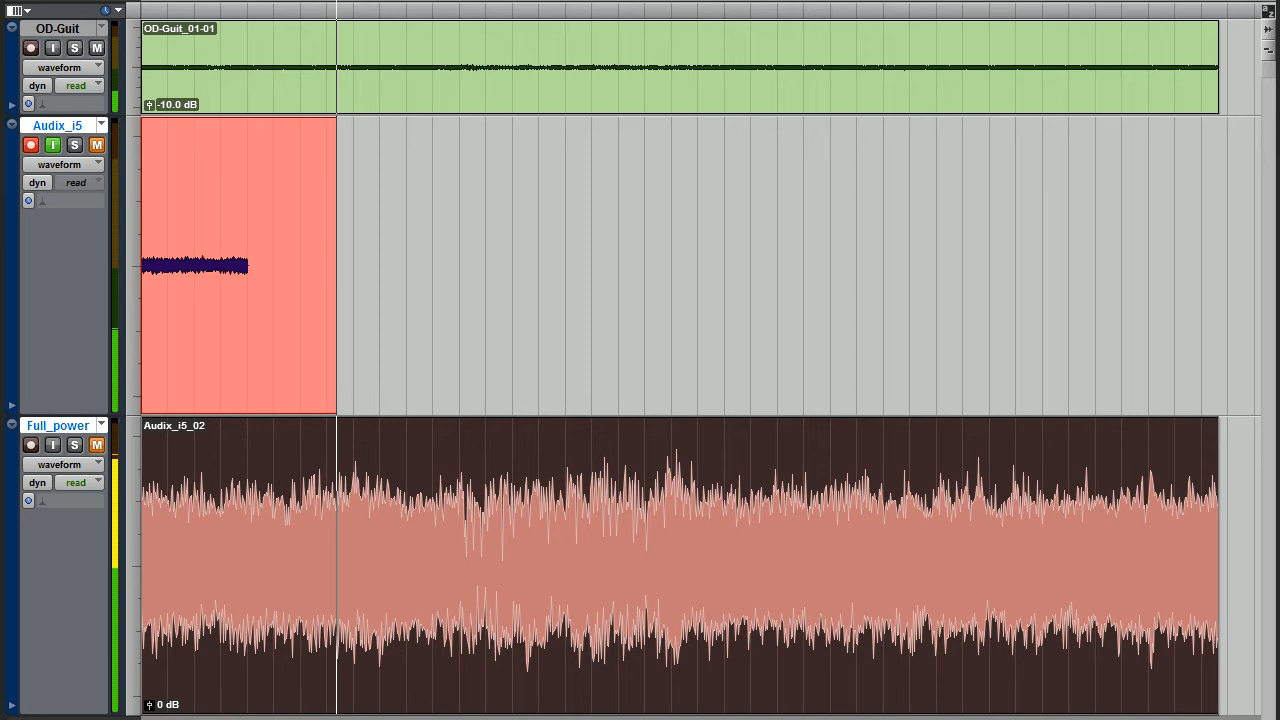 OD-Guit
OD-Guit_01-01
I S M
waveform
dyn read
-10.0 dB
Audix_i5
I S M
waveform
dyn read
Full_power
Audix_i5_02
I S M
waveform
dyn read
0 dB